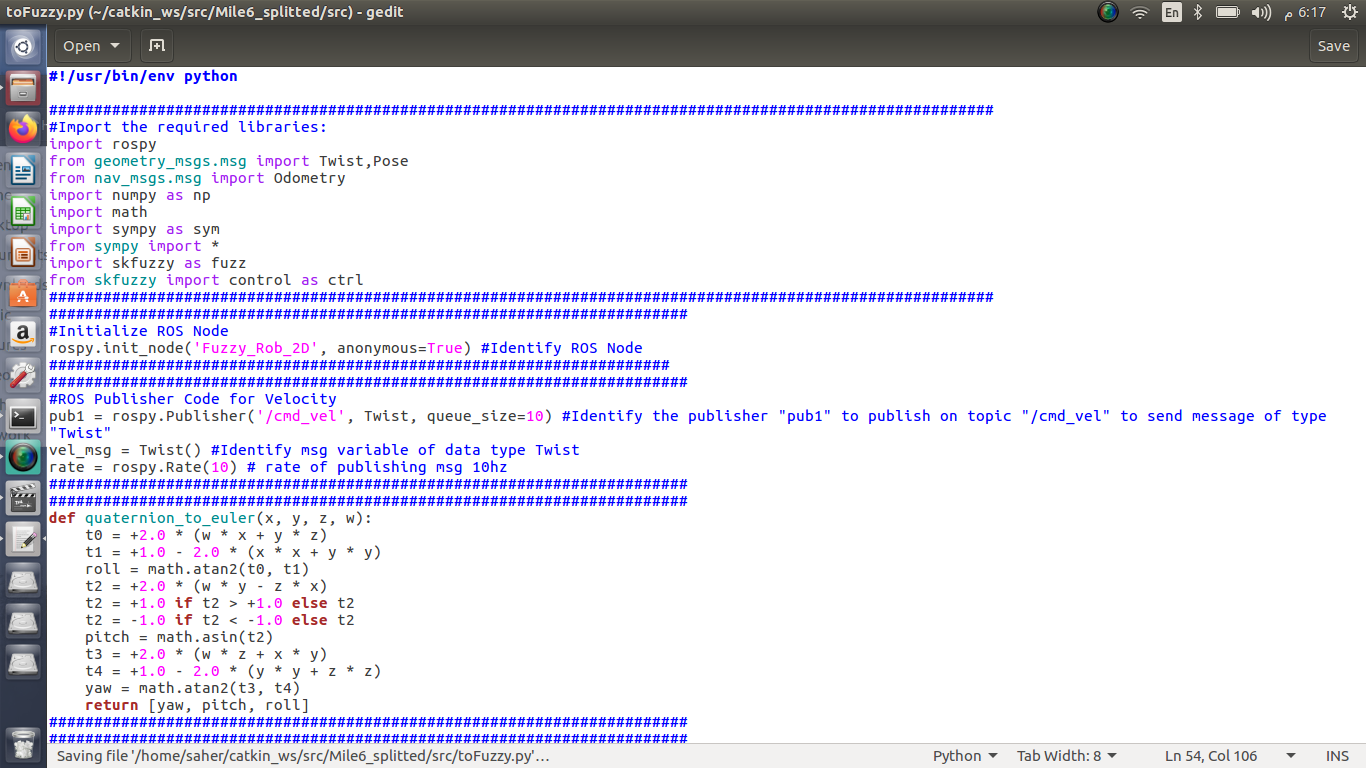 toFuzzy.py (~/catkin_ws/src/Mile6_splitted/src) - gedit
En
6:17 م
Open
Save
#!/usr/bin/env python
#########################################################################################################
#Import the required libraries:
import rospy
from geometry_msgs.msg import Twist,Pose
from nav_msgs.msg import Odometry
import numpy as np
import math
import sympy as sym
from sympy import *
import skfuzzy as fuzz
from skfuzzy import control as ctrl
#########################################################################################################
#######################################################################
#Initialize ROS Node
rospy.init_node('Fuzzy_Rob_2D', anonymous=True) #Identify ROS Node
#####################################################################
#######################################################################
#ROS Publisher Code for Velocity
pub1 = rospy.Publisher('/cmd_vel', Twist, queue_size=10) #Identify the publisher "pub1" to publish on topic "/cmd_vel" to send message of type
"Twist"
vel_msg = Twist() #Identify msg variable of data type Twist
rate = rospy.Rate(10) # rate of publishing msg 10hz
#######################################################################
#######################################################################
def quaternion_to_euler(x, y, z, w):
    t0 = +2.0 * (w * x + y * z)
    t1 = +1.0 - 2.0 * (x * x + y * y)
    roll = math.atan2(t0, t1)
    t2 = +2.0 * (w * y - z * x)
    t2 = +1.0 if t2 > +1.0 else t2
    t2 = -1.0 if t2 < -1.0 else t2
    pitch = math.asin(t2)
    t3 = +2.0 * (w * z + x * y)
    t4 = +1.0 - 2.0 * (y * y + z * z)
    yaw = math.atan2(t3, t4)
    return [yaw, pitch, roll]
#######################################################################
#######################################################################
Saving file '/home/saher/catkin_ws/src/Mile6_splitted/src/toFuzzy.py'…
Python
Tab Width: 8
Ln 54, Col 106
INS